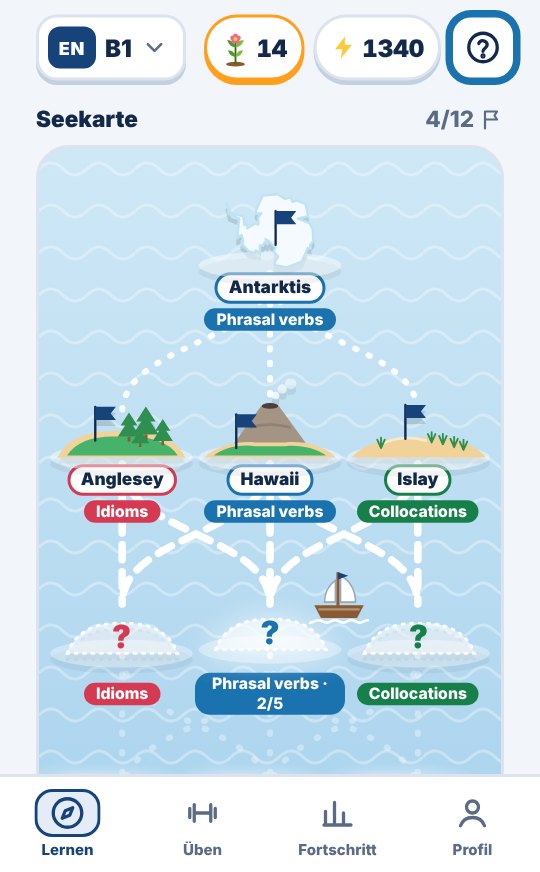 EN B1 14 1340
Seekarte 4/12
Antarktis
Phrasal verbs
Anglesey Hawaii Islay
Idioms Phrasal verbs Collocations
? ? ?
Idioms Phrasal verbs · Collocations
2/5
Lernen Üben Fortschritt Profil